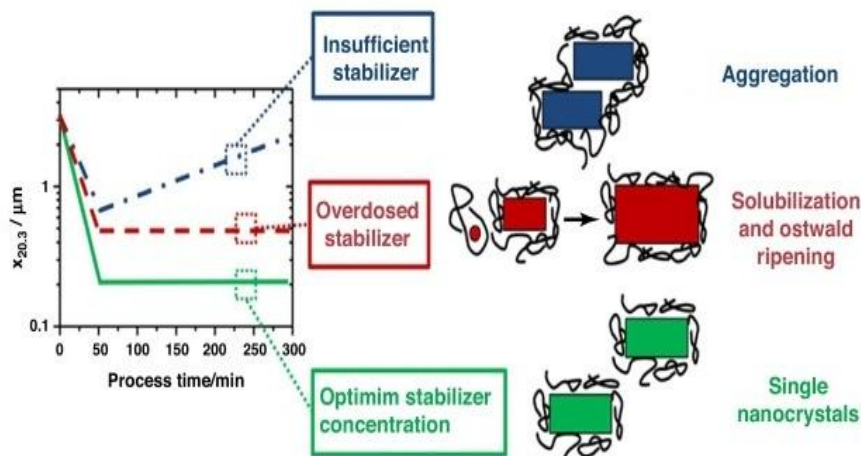 Insufficient
stabilizer
Aggregation
1
0.1
x20.3 / μm
0 50 100 150 200 250 300
Process time/min
Overdosed
stabilizer
Solubilization
and ostwald
ripening
Optimim stabilizer
concentration
Single
nanocrystals